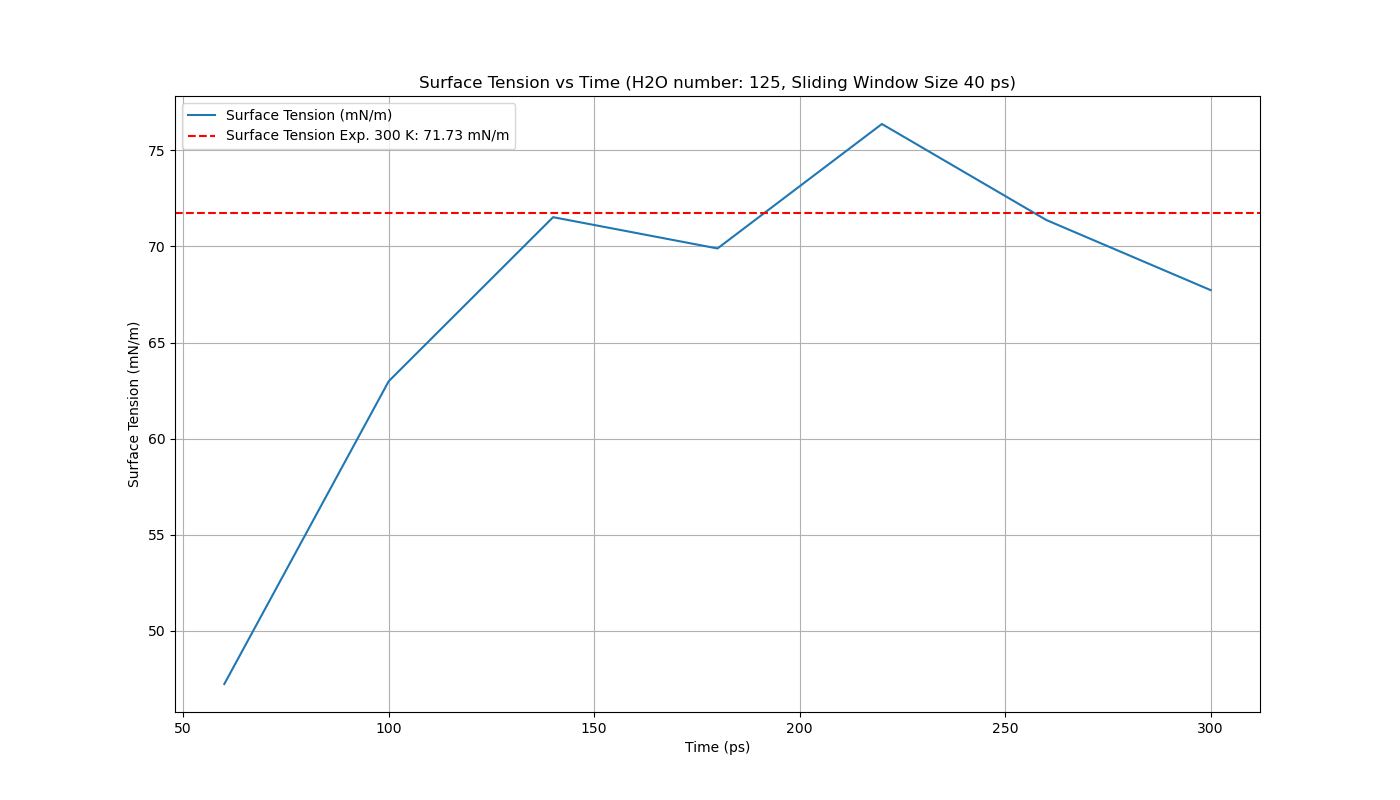 Surface Tension vs Time (H2O number: 125, Sliding Window Size 40 ps)
Surface Tension (mN/m)
Surface Tension Exp. 300 K: 71.73 mN/m
Surface Tension (mN/m)
75
70
65
60
55
50
50 100 150 200 250 300
Time (ps)